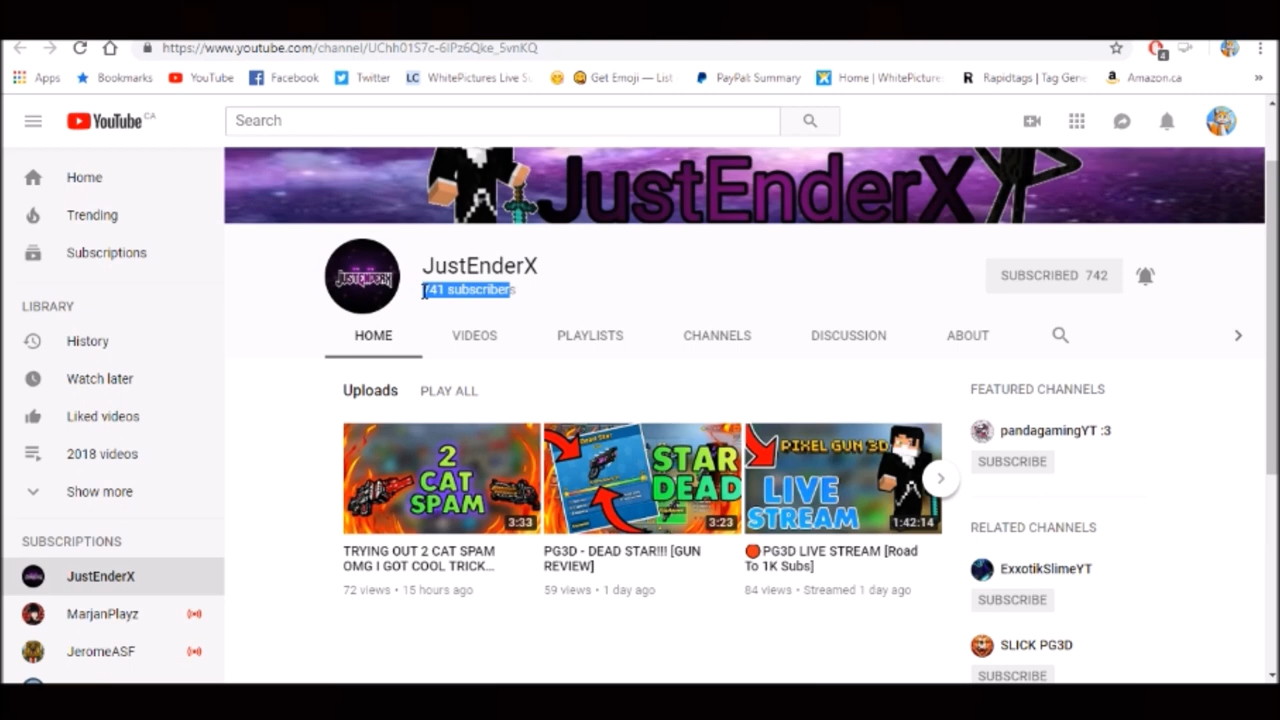 https://www.youtube.com/channel/UChh01S7c-6IPz6Qke_5vnKQ
4
Apps Bookmarks YouTube Facebook Twitter LC WhitePictures Live S Get Emoji — List PayPal Summary Home | WhitePicture R Rapidtags | Tag Gene Amazon.ca »
YouTube CA
Search
Home
Trending
Subscriptions
LIBRARY
History
Watch later
Liked videos
2018 videos
Show more
SUBSCRIPTIONS
JustEnderX
MarjanPlayz
JeromeASF
JustEnderX
JUSTENDERX
JustEnderX
741 subscribers
SUBSCRIBED 742
HOME VIDEOS PLAYLISTS CHANNELS DISCUSSION ABOUT
Uploads PLAY ALL
2
CAT
SPAM
3:33
TRYING OUT 2 CAT SPAM
OMG I GOT COOL TRICK...
72 views • 15 hours ago
Dead Star
STAR
DEAD
3:23
PG3D - DEAD STAR!!! [GUN
REVIEW]
59 views • 1 day ago
PIXEL GUN 3D
LIVE
STREAM
1:42:14
PG3D LIVE STREAM [Road
To 1K Subs]
84 views • Streamed 1 day ago
FEATURED CHANNELS
pandagamingYT :3
SUBSCRIBE
RELATED CHANNELS
ExxotikSlimeYT
SUBSCRIBE
SLICK PG3D
SUBSCRIBE